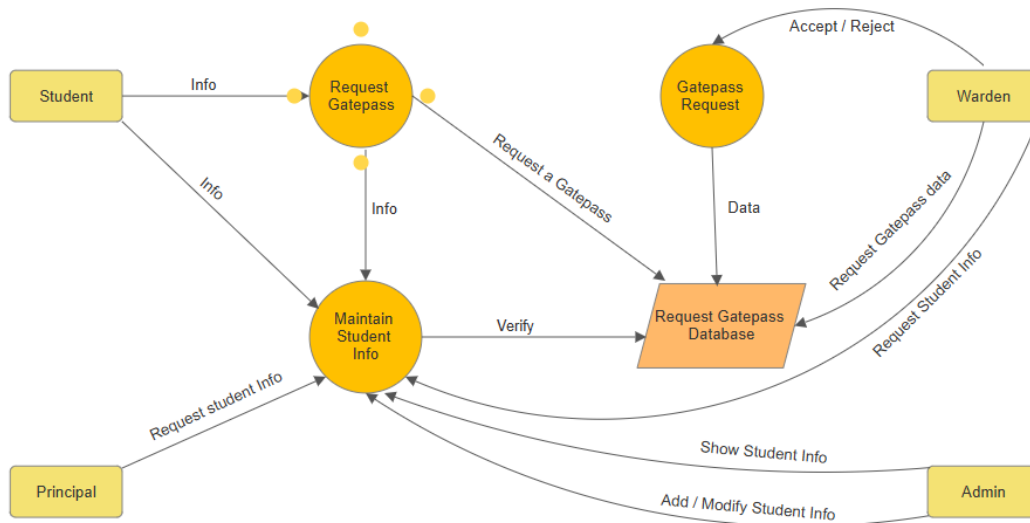 Accept / Reject
Student
Info
Request
Gatepass
Gatepass
Request
Warden
Info
Request a Gatepass
Info
Data
Request Gatepass data
Request Student Info
Maintain
Student
Info
Verify
Request Gatepass
Database
Request student Info
Show Student Info
Principal
Add / Modify Student Info
Admin